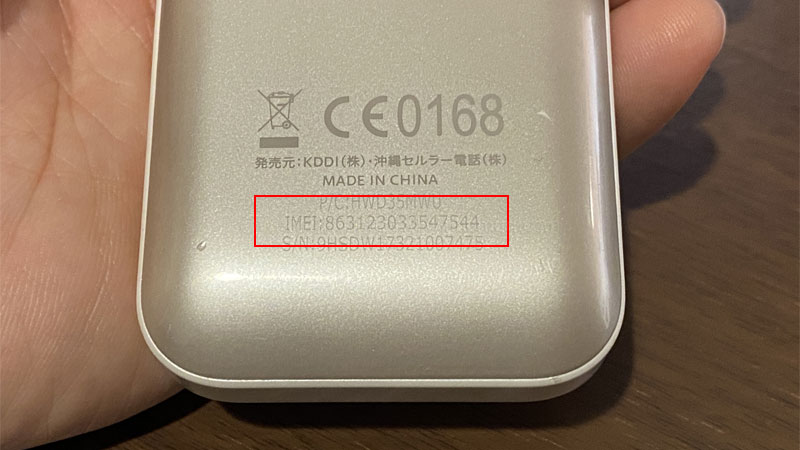 CE0168
発売元：KDDI(株)・沖縄セルラー電話(株)
MADE IN CHINA
P/C:HWD35MWU
IMEI:863123033547544
S/N:9HSDW17321007475